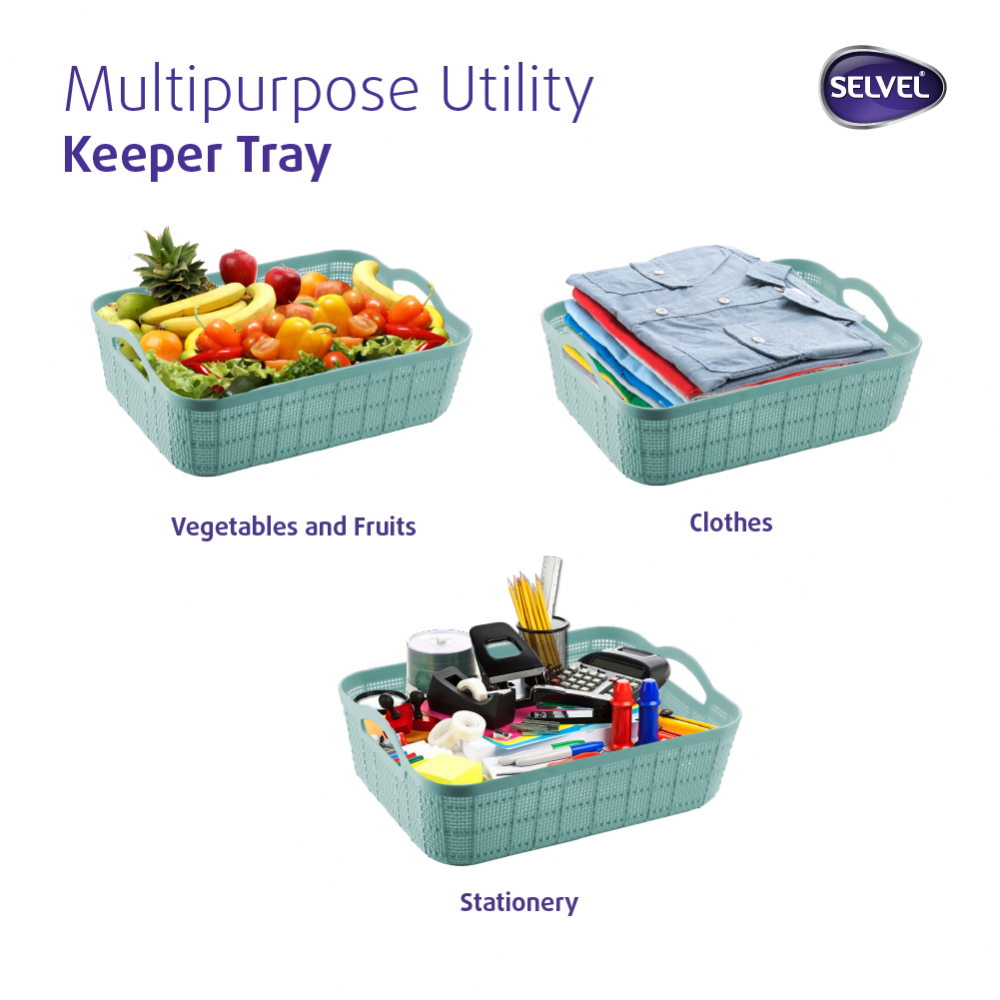 Multipurpose Utility
Keeper Tray
SELVEL®
Vegetables and Fruits
Clothes
Stationery